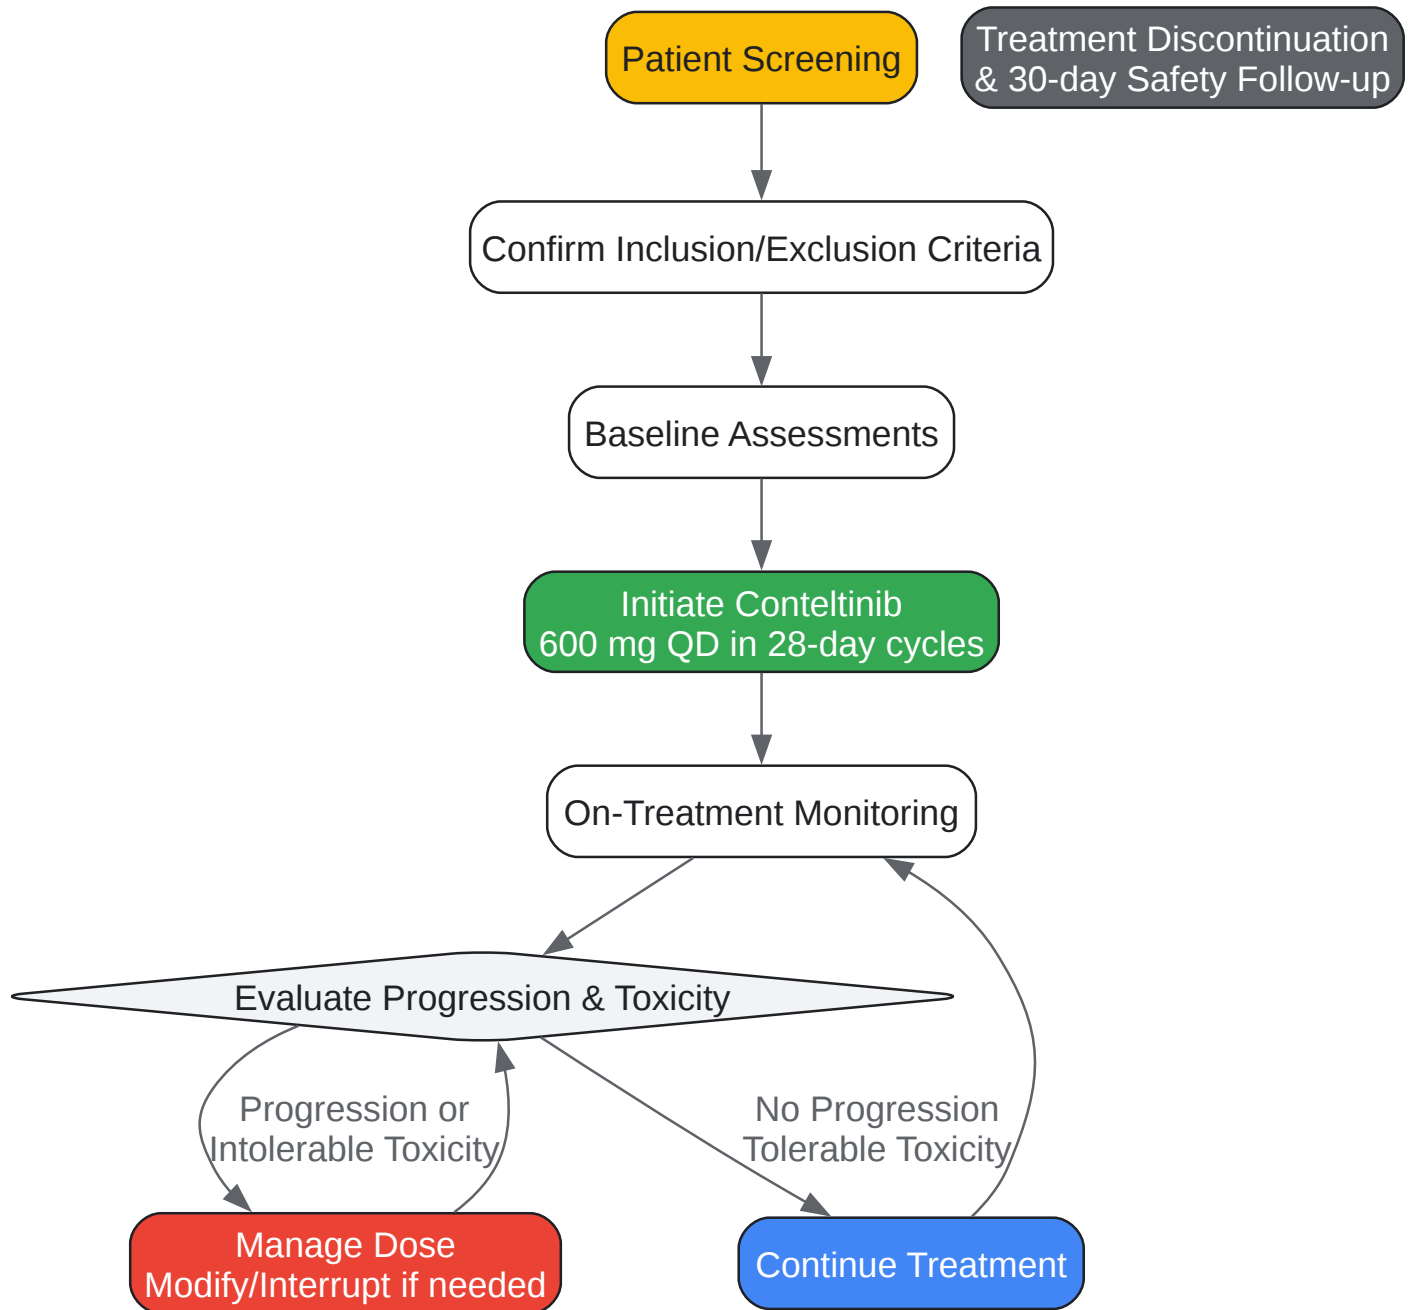 Patient Screening
Treatment Discontinuation
& 30-day Safety Follow-up
Confirm Inclusion/Exclusion Criteria
Baseline Assessments
Initiate Conteltinib
600 mg QD in 28-day cycles
On-Treatment Monitoring
Evaluate Progression & Toxicity
Progression or
Intolerable Toxicity
No Progression
Tolerable Toxicity
Manage Dose
Modify/Interrupt if needed
Continue Treatment